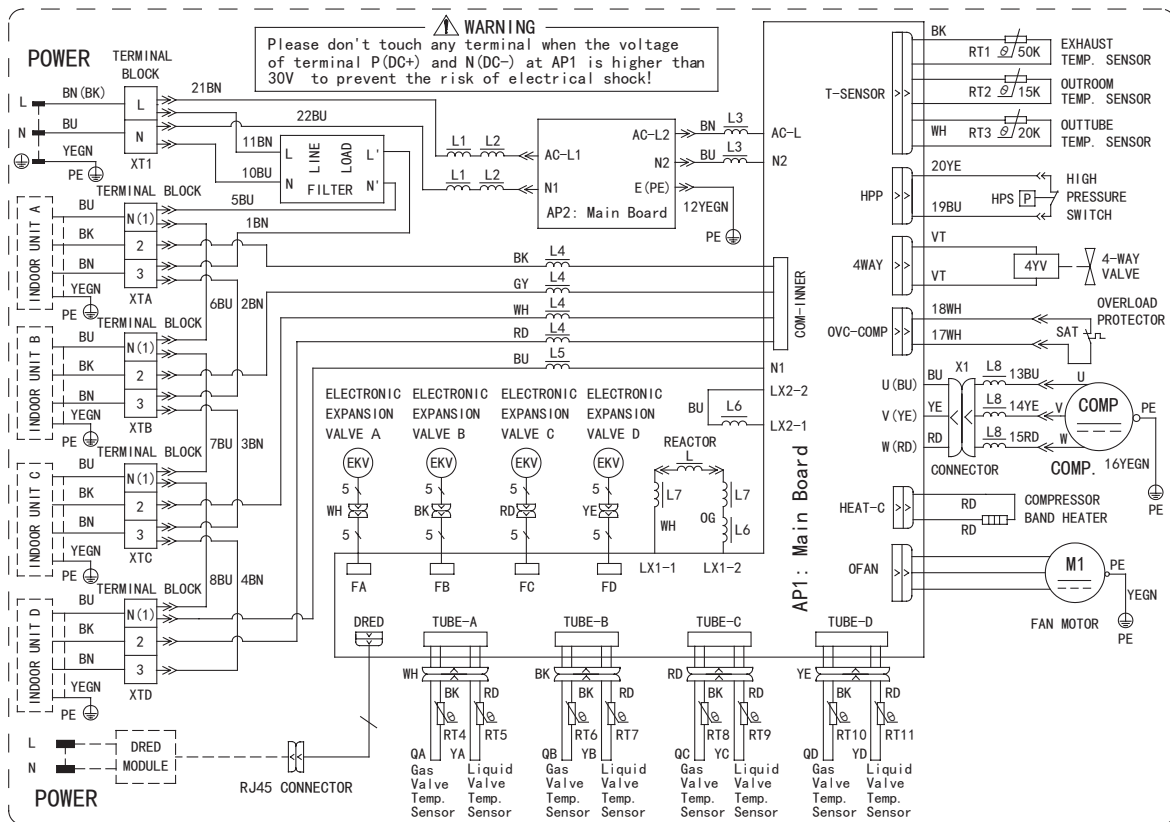 WARNING
Please don't touch any terminal when the voltage
of terminal P(DC+) and N(DC-) at AP1 is higher than
30V to prevent the risk of electrical shock!
POWER
TERMINAL
BLOCK
L
BN(BK)
L
21BN
N
BU
N
22BU
YEGN
PE
XT1
11BN
10BU
L
N
LINE
LOAD
FILTER
L'
N'
5BU
1BN
L1
L2
L1
L2
AC-L1
N1
AC-L2
N2
E(PE)
AP2: Main Board
BN
L3
AC-L
BU
L3
N2
12YEGN
PE
TERMINAL BLOCK
INDOOR UNIT A
BU
N(1)
BK
2
BN
3
YEGN
PE
XTA
6BU
2BN
TERMINAL BLOCK
INDOOR UNIT B
BU
N(1)
BK
2
BN
3
YEGN
PE
XTB
7BU
3BN
TERMINAL BLOCK
INDOOR UNIT C
BU
N(1)
BK
2
BN
3
YEGN
PE
XTC
8BU
4BN
TERMINAL BLOCK
INDOOR UNIT D
BU
N(1)
BK
2
BN
3
YEGN
PE
XTD
BK
L4
GY
L4
WH
L4
RD
L4
BU
L5
COM-INNER
N1
LX2-2
BU
L6
LX2-1
ELECTRONIC
EXPANSION
VALVE A
EKV
5
WH
5
FA
ELECTRONIC
EXPANSION
VALVE B
EKV
5
BK
5
FB
ELECTRONIC
EXPANSION
VALVE C
EKV
5
RD
5
FC
ELECTRONIC
EXPANSION
VALVE D
EKV
5
YE
5
FD
REACTOR
L
L7
WH
L7
OG
L6
LX1-1
LX1-2
AP1: Main Board
T-SENSOR
BK
RT1
θ
50K
EXHAUST
TEMP. SENSOR
RT2
θ
15K
OUTROOM
TEMP. SENSOR
WH
RT3
θ
20K
OUTTUBE
TEMP. SENSOR
HPP
20YE
19BU
HPS
P
HIGH
PRESSURE
SWITCH
4WAY
VT
VT
4YV
4-WAY
VALVE
OVC-COMP
18WH
17WH
SAT
OVERLOAD
PROTECTOR
U(BU)
BU
V(YE)
YE
W(RD)
RD
X1
CONNECTOR
L8
13BU
U
L8
14YE
V
L8
15RD
W
COMP
COMP.
16YEGN
PE
PE
HEAT-C
RD
RD
COMPRESSOR
BAND HEATER
OFAN
M1
PE
YEGN
PE
FAN MOTOR
DRED
TUBE-A
WH
BK
RD
θ
RT4
θ
RT5
QA
YA
Gas
Valve
Temp.
Sensor
Liquid
Valve
Temp.
Sensor
TUBE-B
BK
BK
RD
θ
RT6
θ
RT7
QB
YB
Gas
Valve
Temp.
Sensor
Liquid
Valve
Temp.
Sensor
TUBE-C
RD
BK
RD
θ
RT8
θ
RT9
QC
YC
Gas
Valve
Temp.
Sensor
Liquid
Valve
Temp.
Sensor
TUBE-D
YE
BK
RD
θ
RT10
θ
RT11
QD
YD
Gas
Valve
Temp.
Sensor
Liquid
Valve
Temp.
Sensor
L
N
DRED
MODULE
RJ45 CONNECTOR
POWER